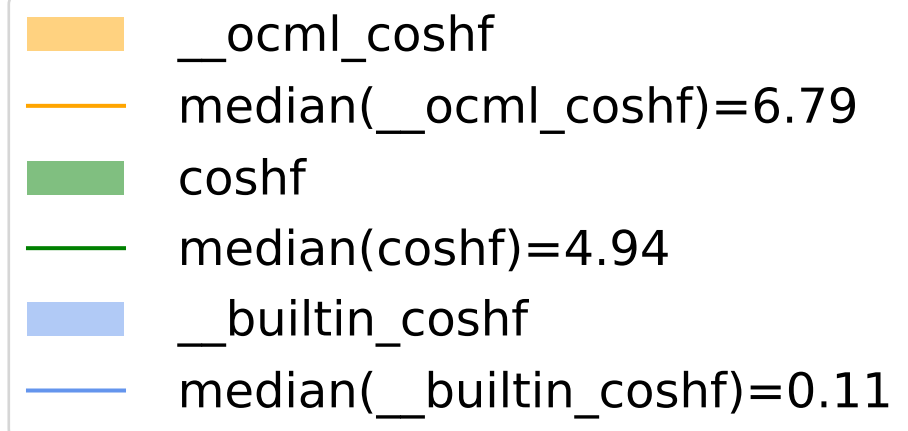 __ocml_coshf
median(__ocml_coshf)=6.79
coshf
median(coshf)=4.94
__builtin_coshf
median(__builtin_coshf)=0.11